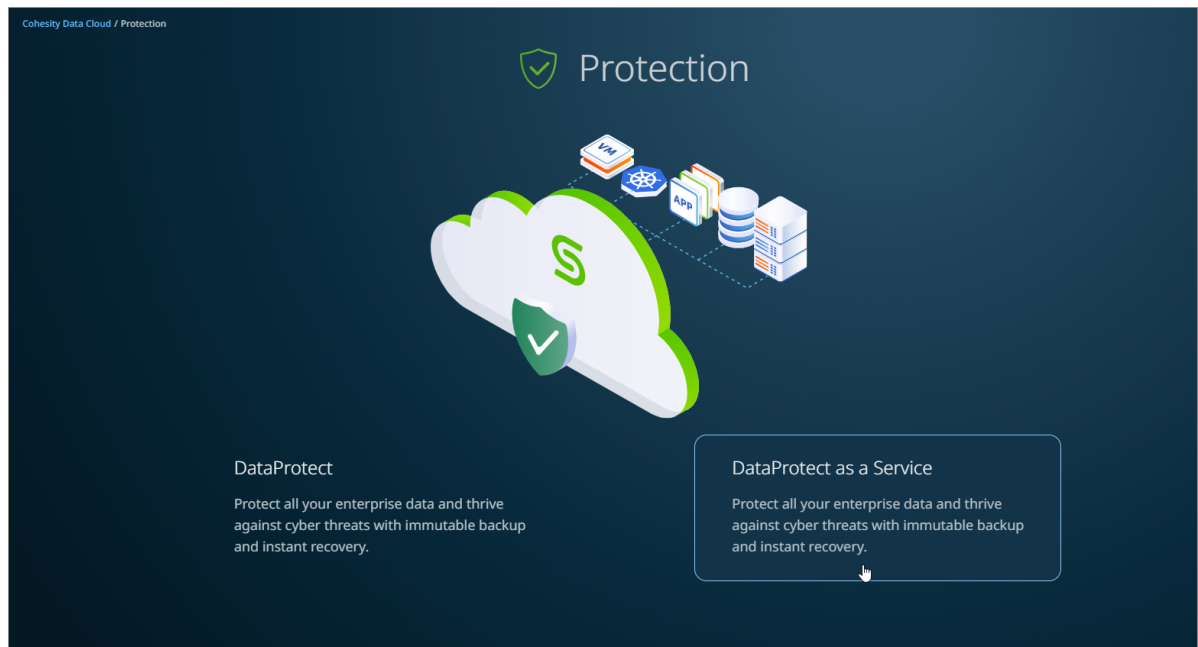 Cohesity Data Cloud / Protection
Protection
VM
APP
DataProtect
Protect all your enterprise data and thrive
against cyber threats with immutable backup
and instant recovery.
DataProtect as a Service
Protect all your enterprise data and thrive
against cyber threats with immutable backup
and instant recovery.